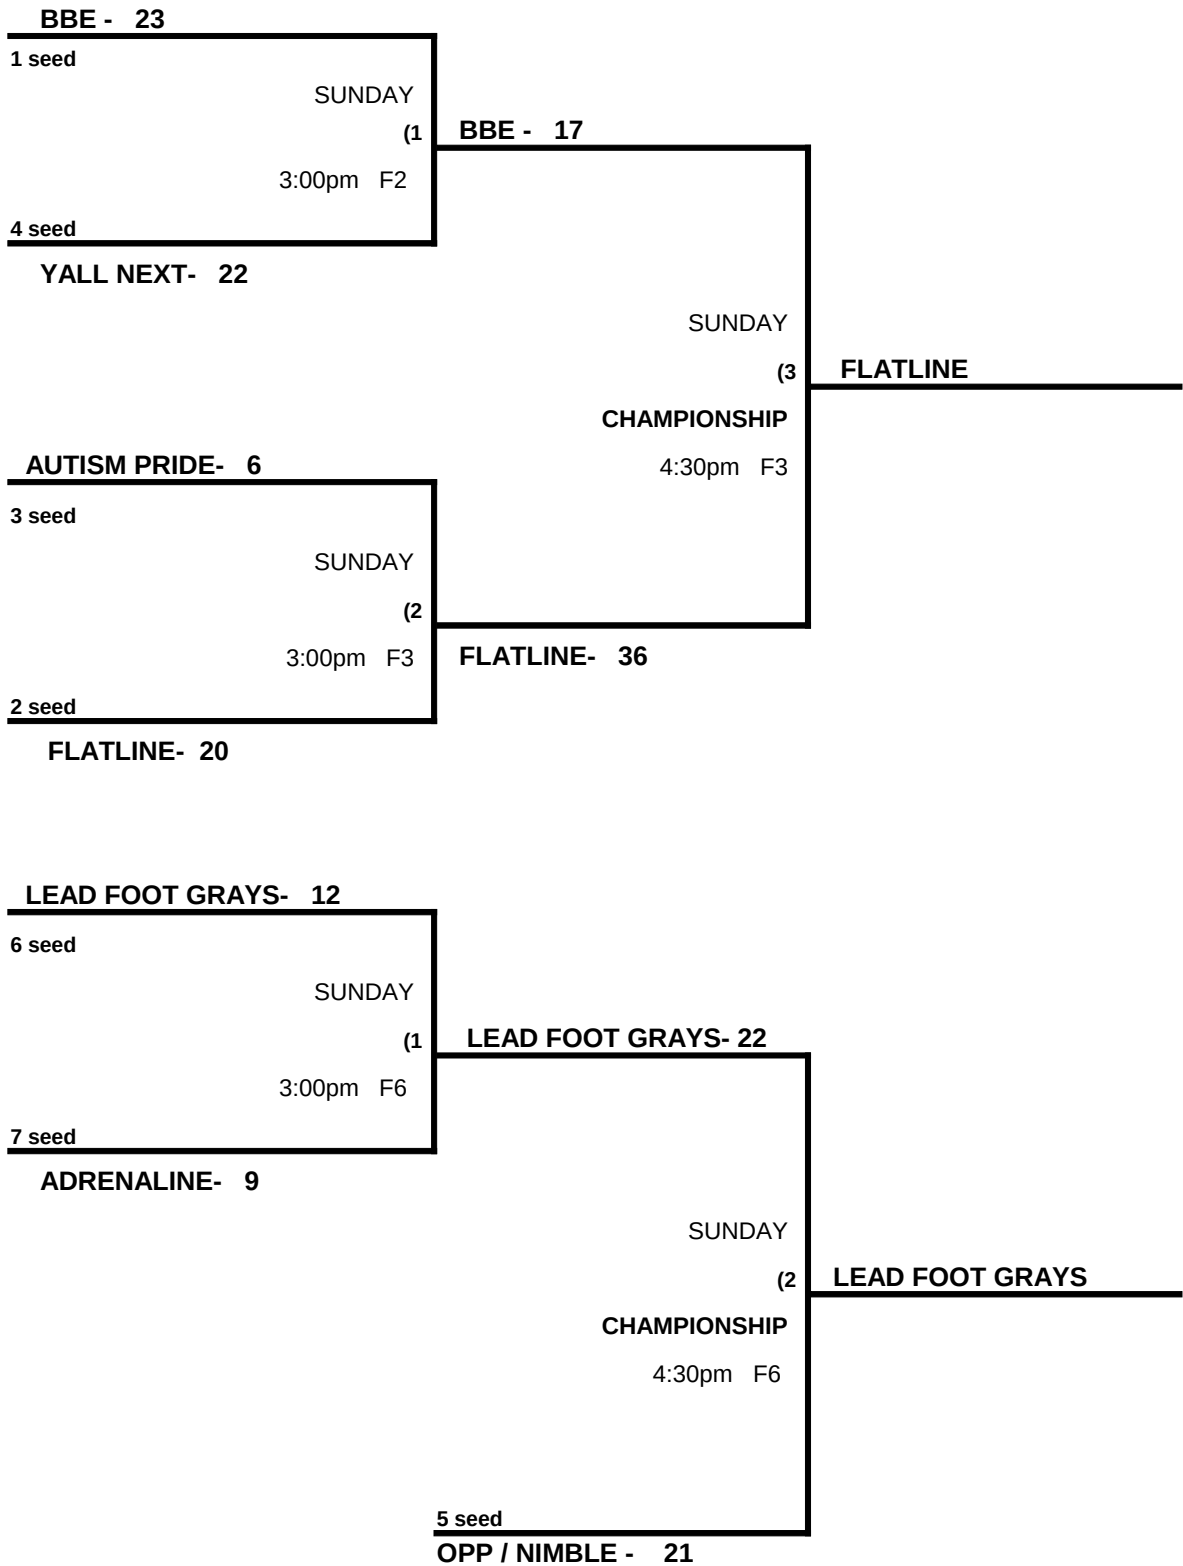 BBE - 23
1 seed
SUNDAY
(1
BBE - 17
3:00pm F2
4 seed
YALL NEXT- 22
SUNDAY
(3
FLATLINE
CHAMPIONSHIP
4:30pm F3
AUTISM PRIDE- 6
3 seed
SUNDAY
(2
3:00pm F3
FLATLINE- 36
2 seed
FLATLINE- 20
LEAD FOOT GRAYS- 12
6 seed
SUNDAY
(1
LEAD FOOT GRAYS- 22
3:00pm F6
7 seed
ADRENALINE- 9
SUNDAY
(2
LEAD FOOT GRAYS
CHAMPIONSHIP
4:30pm F6
5 seed
OPP / NIMBLE - 21